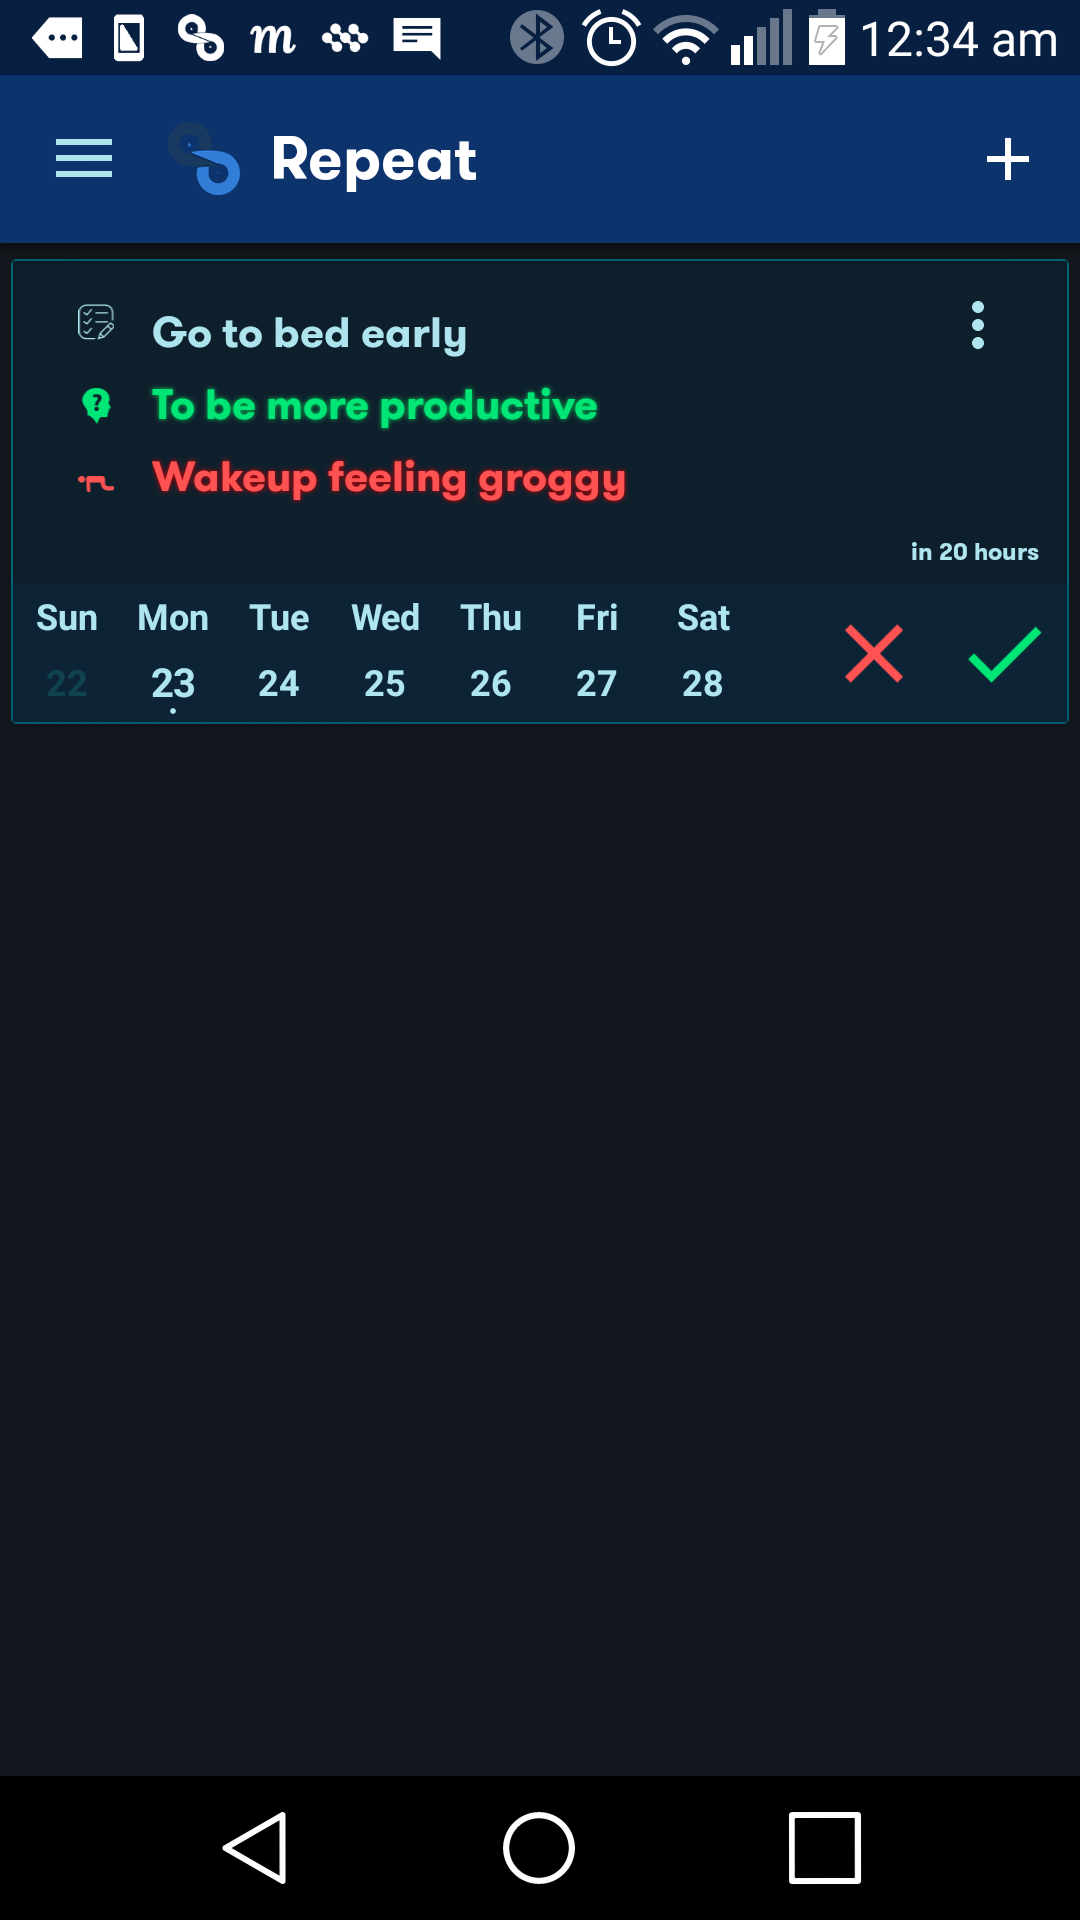 12:34 am
Repeat
Go to bed early
To be more productive
Wakeup feeling groggy
in 20 hours
Sun Mon Tue Wed Thu Fri Sat
22 23 24 25 26 27 28